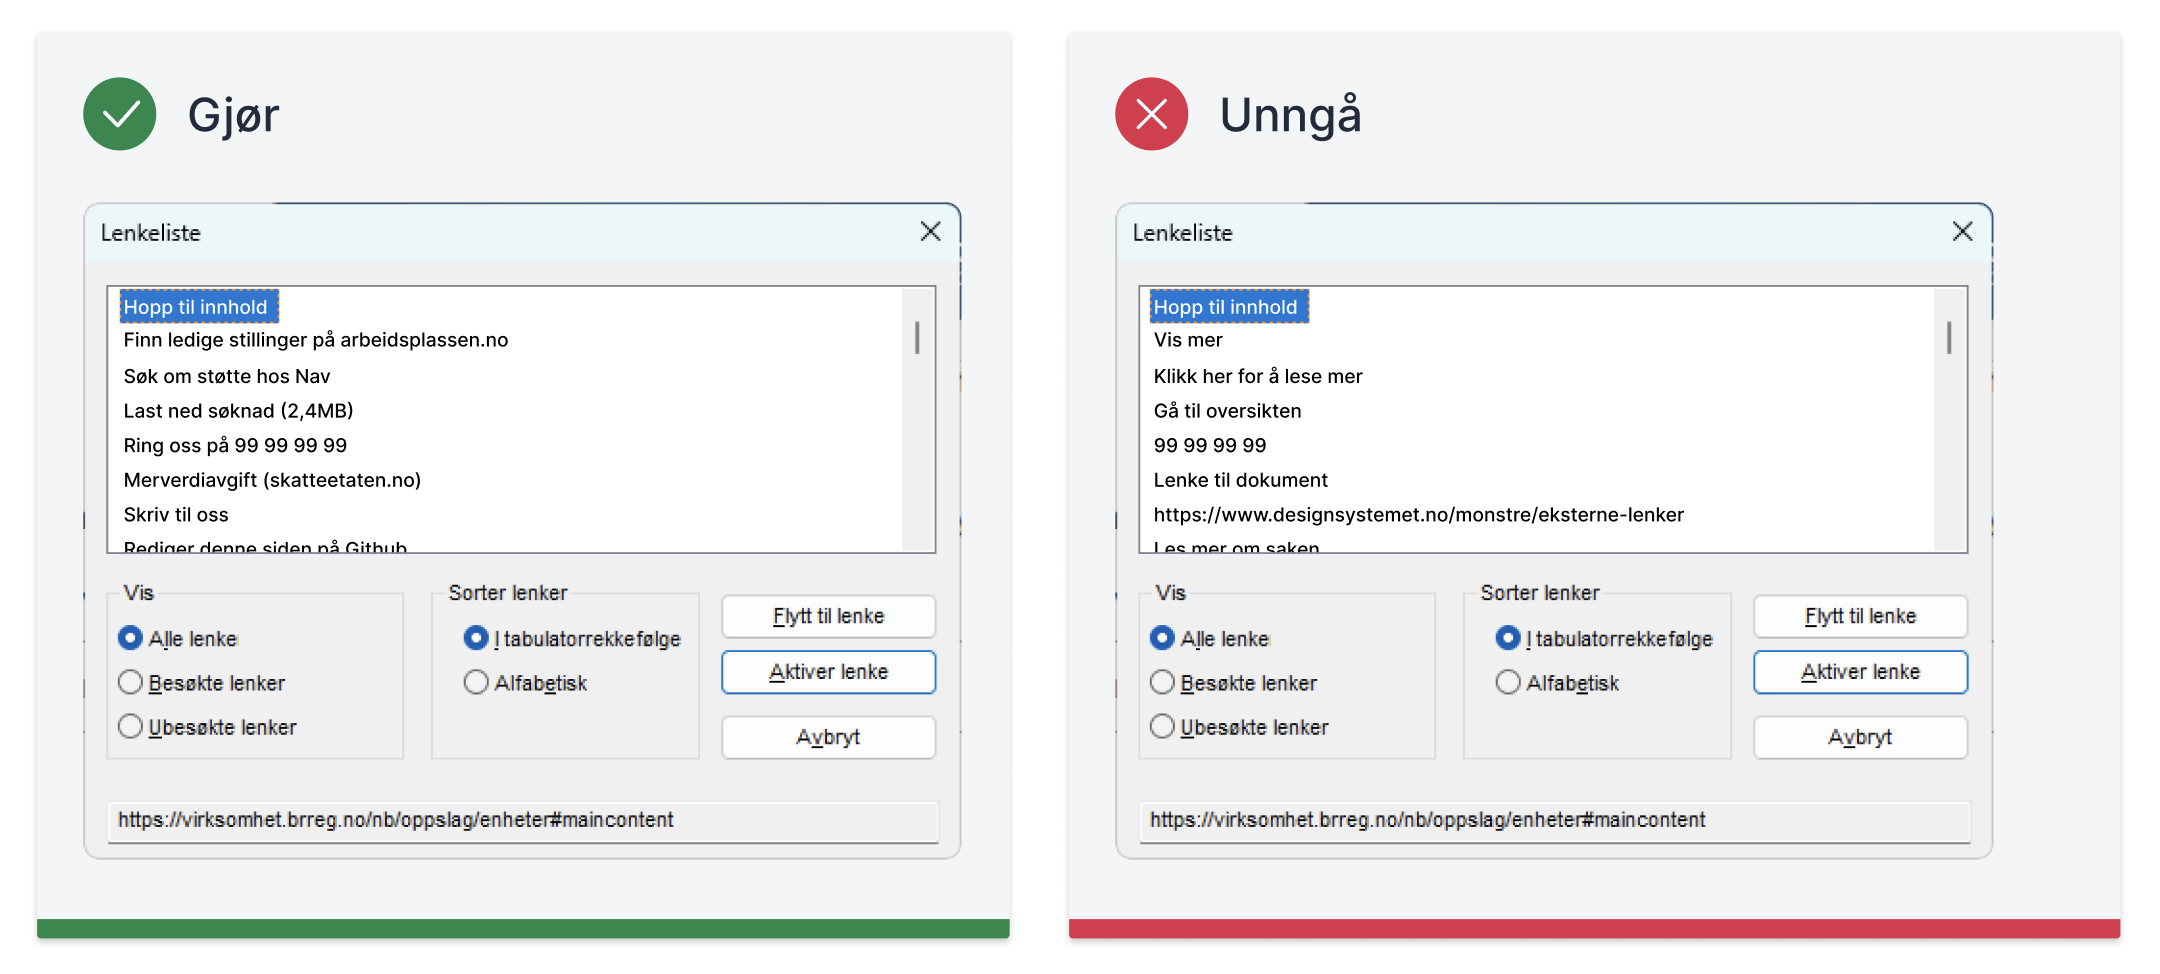 Gjør
Lenkeliste
Hopp til innhold
Finn ledige stillinger på arbeidsplassen.no
Søk om støtte hos Nav
Last ned søknad (2,4MB)
Ring oss på 99 99 99 99
Merverdiavgift (skatteetaten.no)
Skriv til oss
Rediger denne siden på Github
Vis
Alle lenke
Besøkte lenker
Ubesøkte lenker
Sorter lenker
I tabulatorrekkefølge
Alfabetisk
Flytt til lenke
Aktiver lenke
Avbryt
https://virksomhet.brreg.no/nb/oppslag/enheter#maincontent
Unngå
Lenkeliste
Hopp til innhold
Vis mer
Klikk her for å lese mer
Gå til oversikten
99 99 99 99
Lenke til dokument
https://www.designsystemet.no/monstre/eksterne-lenker
Les mer om saken
Vis
Alle lenke
Besøkte lenker
Ubesøkte lenker
Sorter lenker
I tabulatorrekkefølge
Alfabetisk
Flytt til lenke
Aktiver lenke
Avbryt
https://virksomhet.brreg.no/nb/oppslag/enheter#maincontent